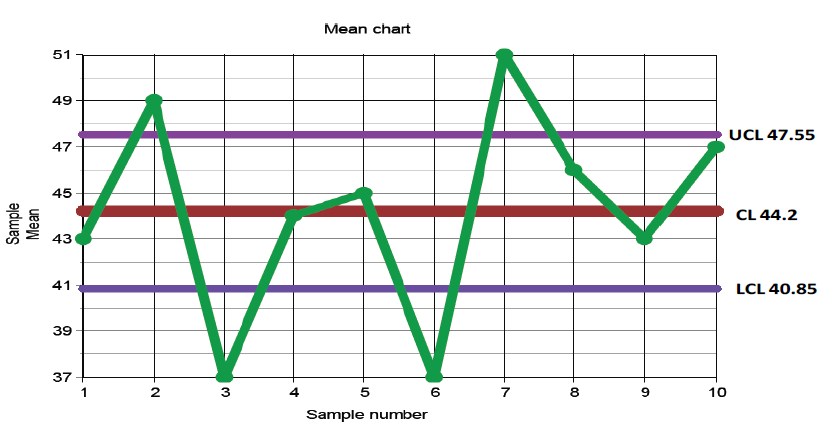 Mean chart
51
49
UCL 47.55
47
45
Sample
Mean
CL 44.2
43
41
LCL 40.85
39
37
1 2 3 4 5 6 7 8 9 10
Sample number